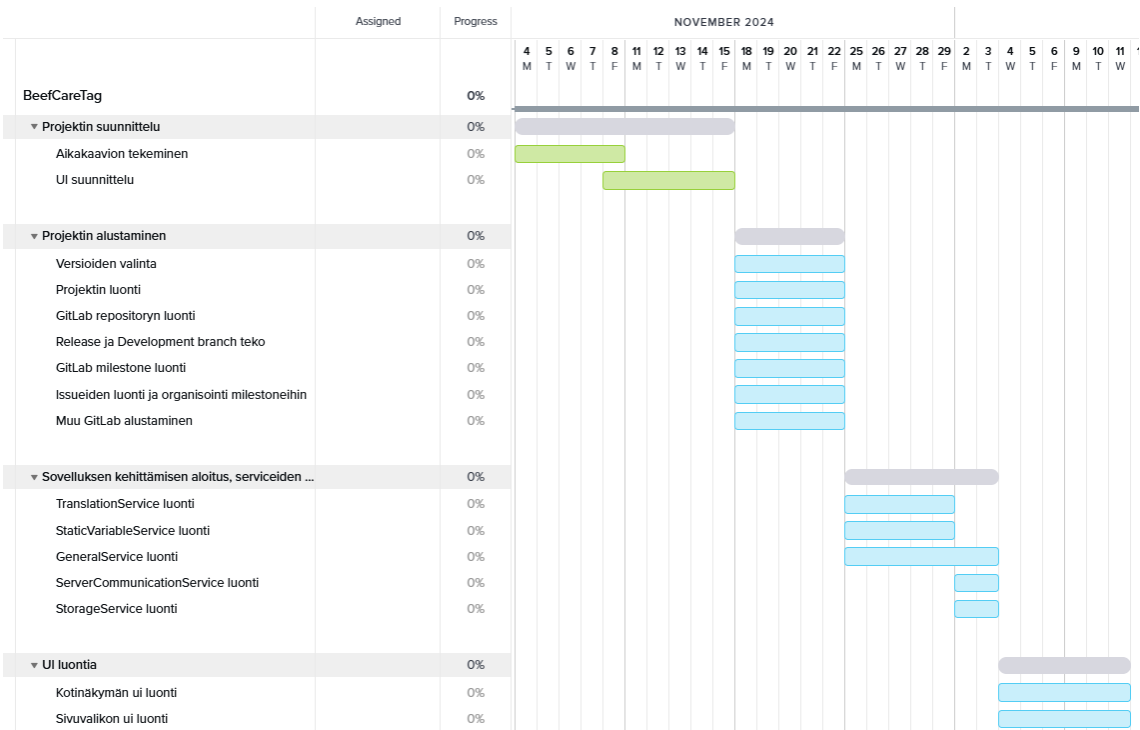 Assigned Progress NOVEMBER 2024
4 5 6 7 8 11 12 13 14 15 18 19 20 21 22 25 26 27 28 29 2 3 4 5 6 9 10 11
M T W T F M T W T F M T W T F M T W T F M T W T F M T W
BeefCareTag 0%
Projektin suunnittelu 0%
Aikakaavion tekeminen 0%
UI suunnittelu 0%
Projektin alustaminen 0%
Versioiden valinta 0%
Projektin luonti 0%
GitLab repositoryn luonti 0%
Release ja Development branch teko 0%
GitLab milestone luonti 0%
Issueiden luonti ja organisointi milestoneihin 0%
Muu GitLab alustaminen 0%
Sovelluksen kehittämisen aloitus, serviceiden ... 0%
TranslationService luonti 0%
StaticVariableService luonti 0%
GeneralService luonti 0%
ServerCommunicationService luonti 0%
StorageService luonti 0%
UI luontia 0%
Kotinäkymän ui luonti 0%
Sivuvalikon ui luonti 0%